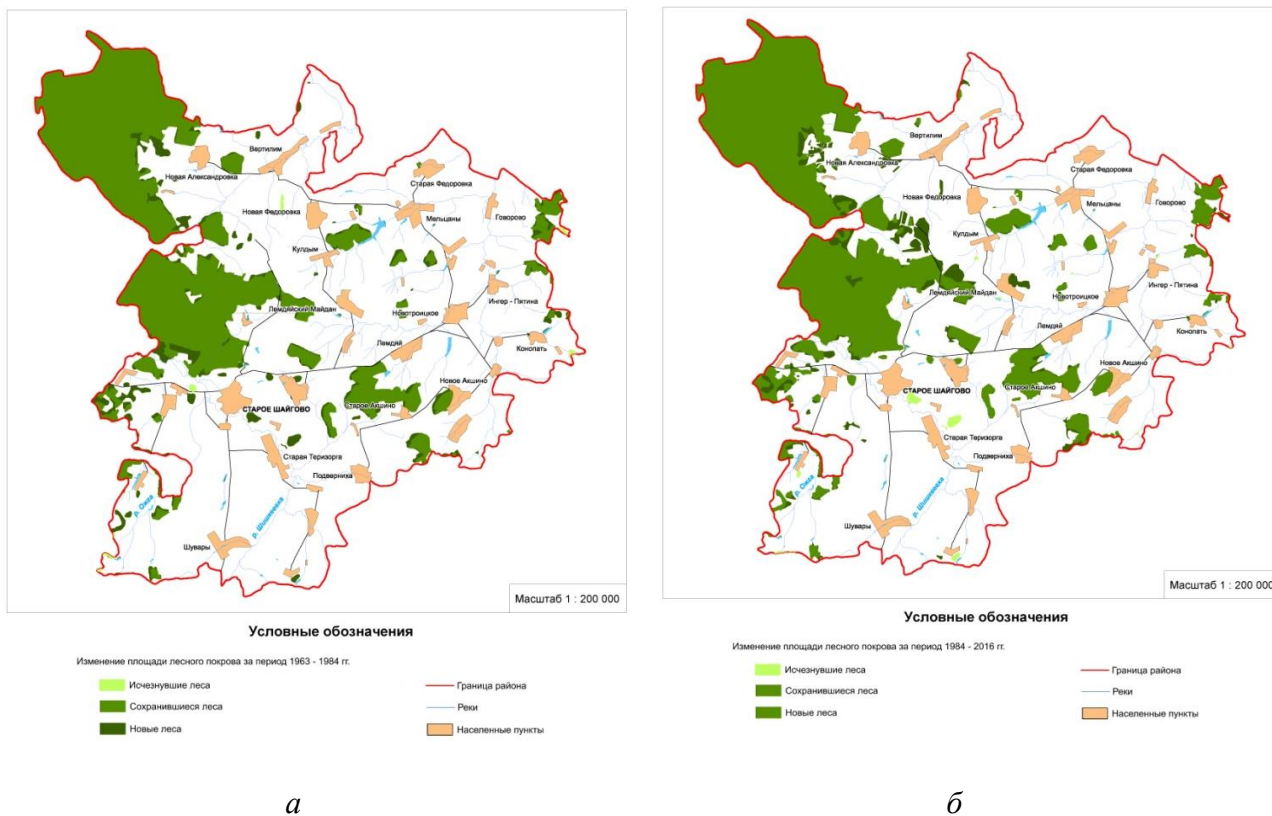 Вертилим
Новая Александровка
Старая Федоровка
Новая Федоровка
Мельцаны
Говорово
Кулдым
Лемдяйский Майдан
Новотроицкое
Ингер - Пятина
Лемдяй
Конопать
Новое Акшино
СТАРОЕ ШАЙГОВО
Старое Акшино
Старая Теризорга
Подверниха
р. Ожга
р. Шишкеевка
Шувары
Масштаб 1 : 200 000
Условные обозначения
Изменение площади лесного покрова за период 1963 - 1984 гг.
Исчезнувшие леса
Сохранившиеся леса
Новые леса
Граница района
Реки
Населенные пункты
а
Вертилим
Новая Александровка
Старая Федоровка
Новая Федоровка
Мельцаны
Говорово
Кулдым
Лемдяйский Майдан
Новотроицкое
Ингер - Пятина
Лемдяй
Конопать
Новое Акшино
СТАРОЕ ШАЙГОВО
Старое Акшино
Старая Теризорга
Подверниха
р. Ожга
р. Шишкеевка
Шувары
Масштаб 1 : 200 000
Условные обозначения
Изменение площади лесного покрова за период 1984 - 2016 гг.
Исчезнувшие леса
Сохранившиеся леса
Новые леса
Граница района
Реки
Населенные пункты
б